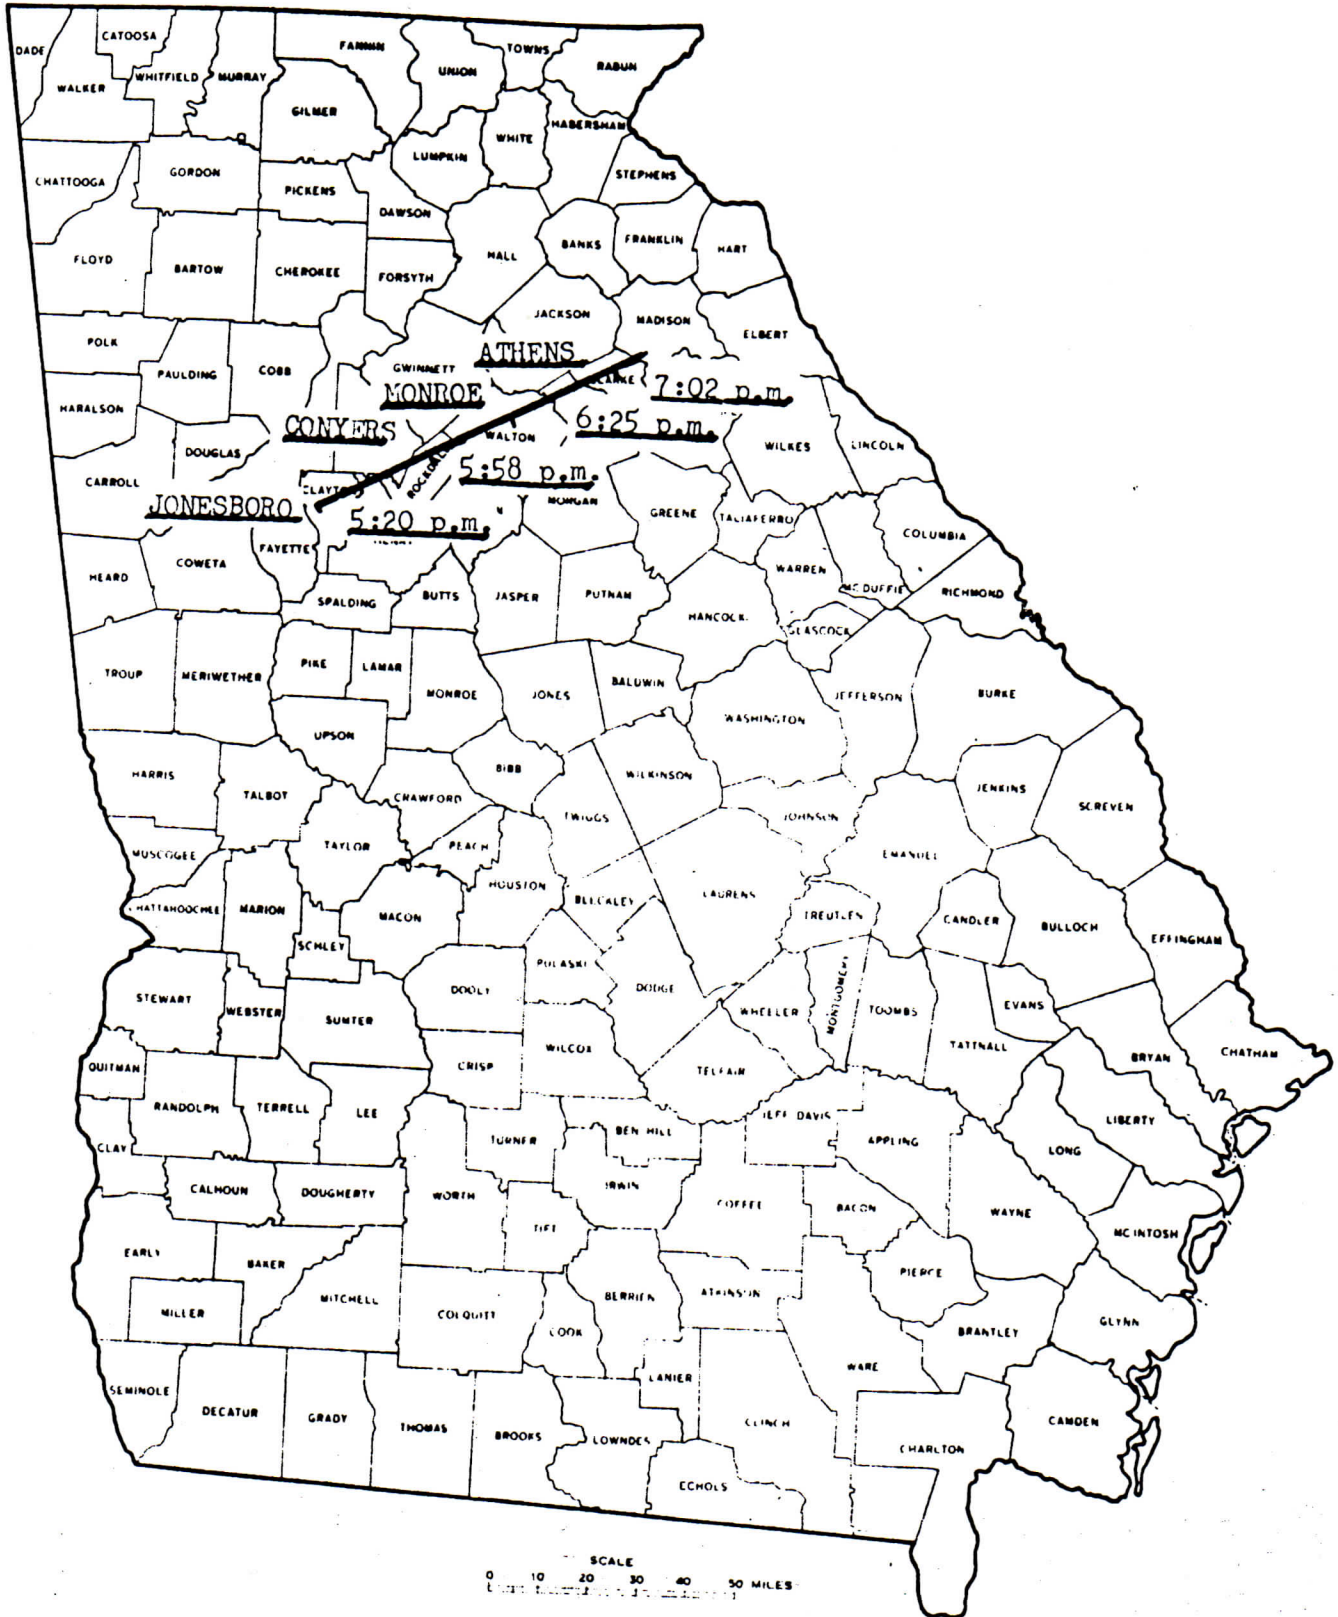 DADE
CATOOSA
WALKER
WHITFIELD
MURRAY
FANNIN
UNION
TOWNS
RABUN
GILMER
WHITE
HABERSHAM
LUMPKIN
STEPHENS
CHATTOOGA
GORDON
PICKENS
DAWSON
HALL
BANKS
FRANKLIN
HART
FLOYD
BARTOW
CHEROKEE
FORSYTH
JACKSON
MADISON
ELBERT
POLK
PAULDING
COBB
GWINNETT
ATHENS
CLARKE
7:02 p.m.
MONROE
HARALSON
6:25 p.m.
CONYERS
DOUGLAS
WALTON
WILKES
LINCOLN
CARROLL
CLAYTO
ROCKDAL
5:58 p.m.
JONESBORO
5:20 p.m.
MORGAN
GREENE
TALIAFERRO
COLUMBIA
FAYETTE
HENRY
HEARD
COWETA
SPALDING
BUTTS
JASPER
PUTNAM
HANCOCK
WARREN
MC DUFFIE
RICHMOND
GLASCOCK
TROUP
MERIWETHER
PIKE
LAMAR
MONROE
JONES
BALDWIN
WASHINGTON
JEFFERSON
BURKE
UPSON
HARRIS
TALBOT
CRAWFORD
BIBB
WILKINSON
TWIGGS
JOHNSON
JENKINS
SCREVEN
MUSCOGEE
TAYLOR
PEACH
HOUSTON
BLECKLEY
LAURENS
EMANUEL
CHATTAHOOCHEE
MARION
SCHLEY
MACON
PULASKI
TREUTLEN
CANDLER
BULLOCH
EFFINGHAM
STEWART
WEBSTER
SUMTER
DOOLY
DODGE
WHEELER
MONTGOMERY
TOOMBS
EVANS
TATTNALL
QUITMAN
RANDOLPH
TERRELL
LEE
CRISP
WILCOX
TELFAIR
BRYAN
CHATHAM
CLAY
TURNER
BEN HILL
JEFF DAVIS
APPLING
LONG
LIBERTY
CALHOUN
DOUGHERTY
WORTH
TIFT
IRWIN
COFFEE
BACON
WAYNE
MC INTOSH
EARLY
BAKER
MITCHELL
MILLER
COLQUITT
COOK
BERRIEN
ATKINSON
PIERCE
BRANTLEY
GLYNN
SEMINOLE
DECATUR
GRADY
THOMAS
BROOKS
LANIER
LOWNDES
ECHOLS
CLINCH
WARE
CHARLTON
CAMDEN
SCALE
0 10 20 30 40 50 MILES